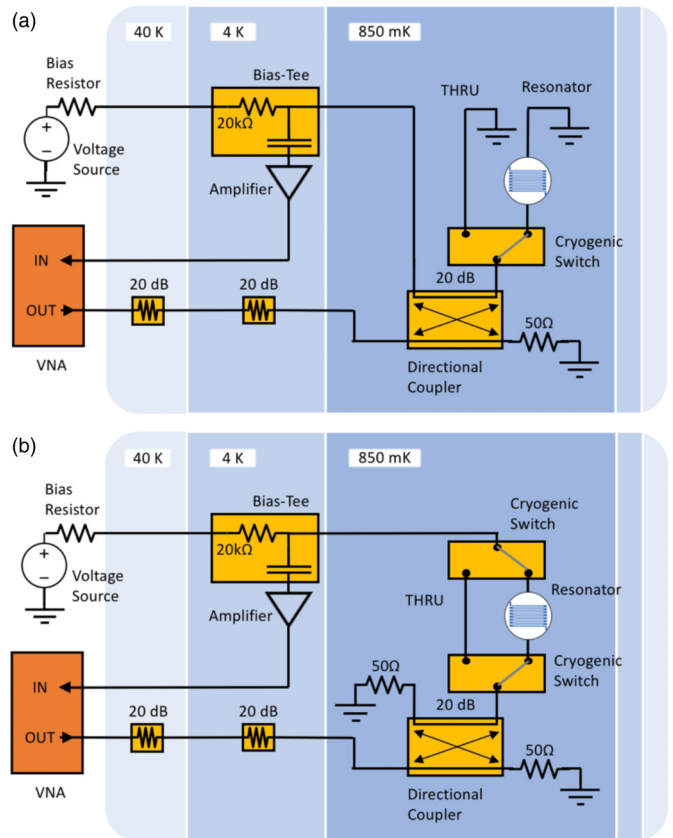 (a)
40 K
4 K
850 mK
Bias
Resistor
Bias-Tee
THRU
Resonator
+
−
20kΩ
Voltage
Source
Amplifier
Cryogenic
Switch
IN
20 dB
20 dB
20 dB
OUT
50Ω
VNA
Directional
Coupler
(b)
40 K
4 K
850 mK
Bias
Resistor
Bias-Tee
Cryogenic
Switch
+
−
20kΩ
Voltage
Source
THRU
Resonator
Amplifier
Cryogenic
Switch
50Ω
IN
20 dB
20 dB
20 dB
OUT
50Ω
VNA
Directional
Coupler